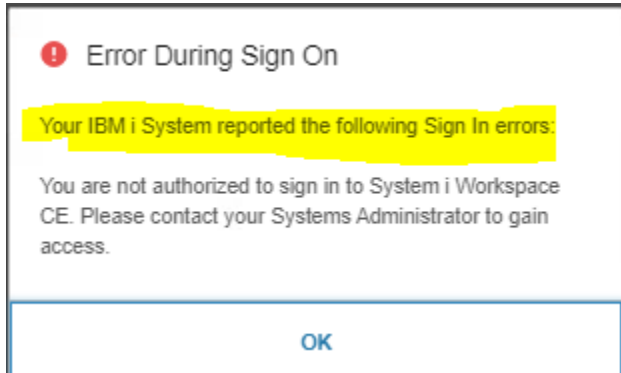 Error During Sign On
Your IBM i System reported the following Sign In errors:
You are not authorized to sign in to System i Workspace
CE. Please contact your Systems Administrator to gain
access.
OK